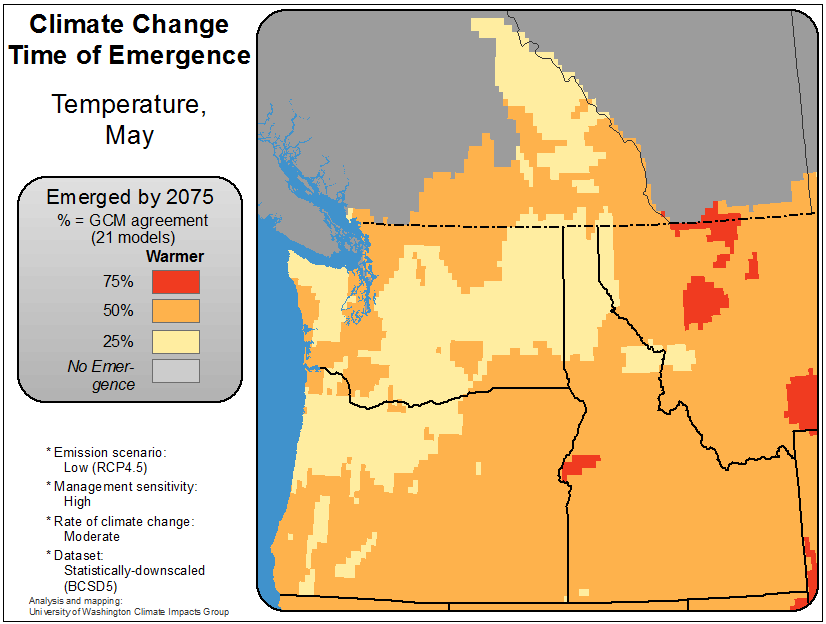 Climate Change
Time of Emergence
Temperature,
May
Emerged by 2075
% = GCM agreement
(21 models)
Warmer
75%
50%
25%
No Emer-
gence
* Emission scenario:
Low (RCP4.5)
* Management sensitivity:
High
* Rate of climate change:
Moderate
* Dataset:
Statistically-downscaled
(BCSD5)
Analysis and mapping:
University of Washington Climate Impacts Group